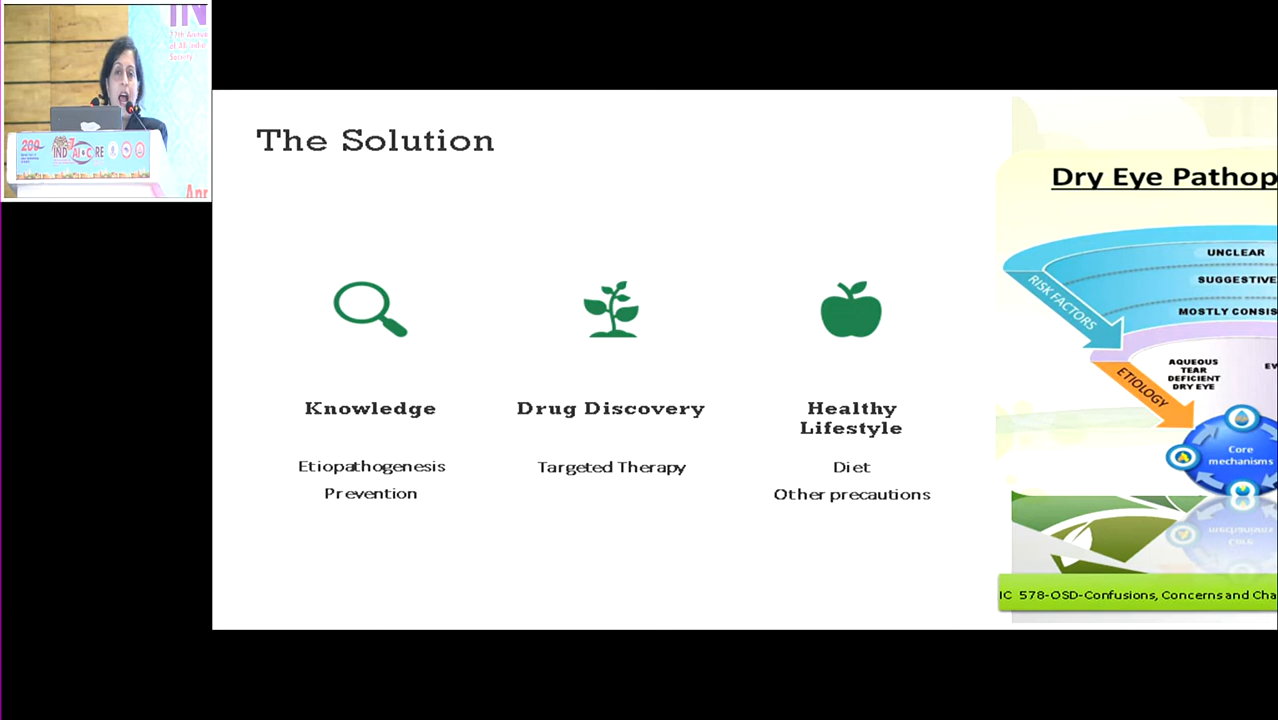 The Solution
Knowledge
Etiopathogenesis
Prevention
Drug Discovery
Targeted Therapy
Healthy
Lifestyle
Diet
Other precautions
Dry Eye Pathop
UNCLEAR
SUGGESTIVE
MOSTLY CONSIS
RISK FACTORS
ETIOLOGY
AQUEOUS
TEAR
DEFICIENT
DRY EYE
Core
mechanisms
IC 578-OSD-Confusions, Concerns and Cha
IN